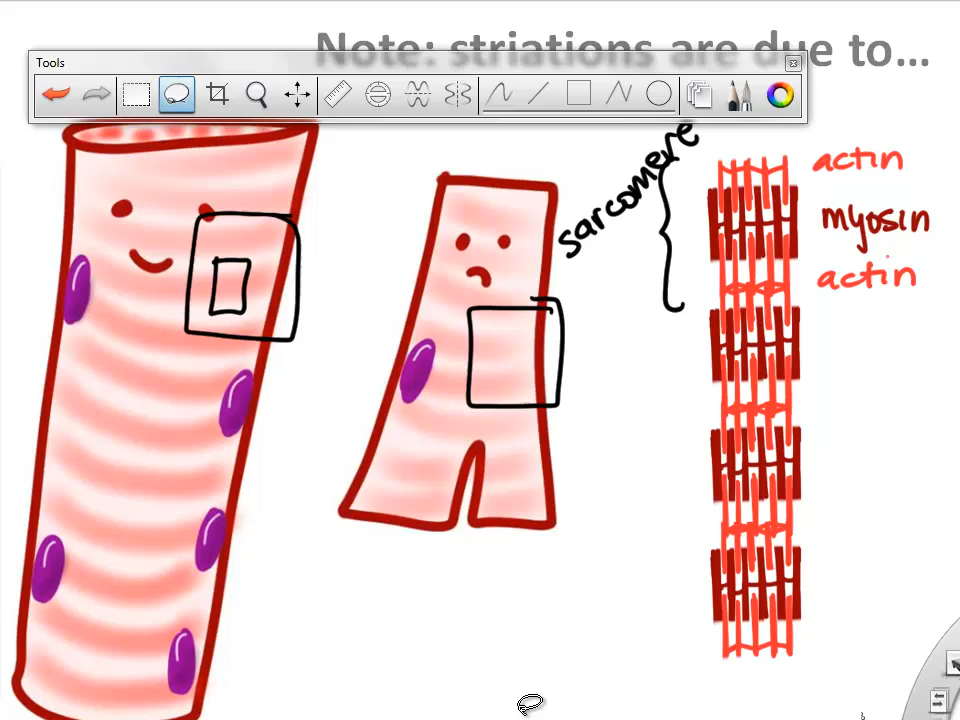 Note: striations are due to...
Tools
sarcomere
actin
myosin
actin